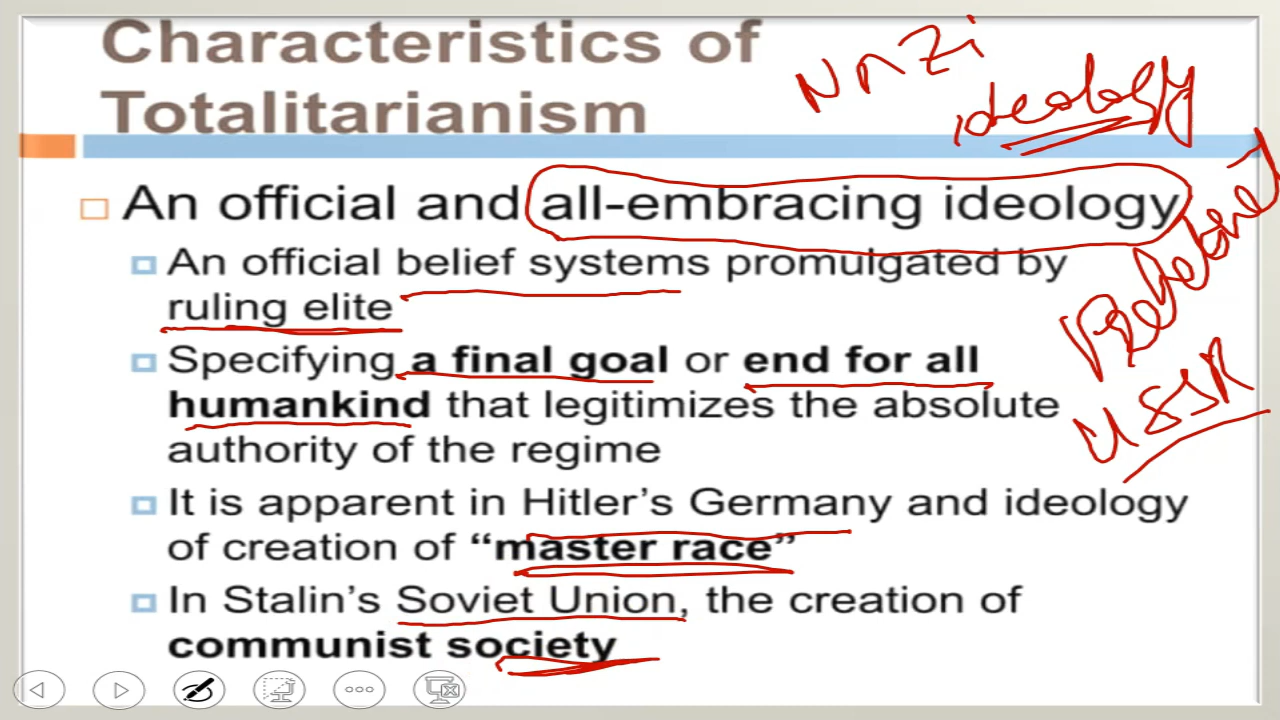 Characteristics of
Totalitarianism
NAZi
ideology
An official and all-embracing ideology
An official belief systems promulgated by
ruling elite
Specifying a final goal or end for all
humankind that legitimizes the absolute
authority of the regime
USSR
It is apparent in Hitler's Germany and ideology
of creation of “master race”
In Stalin's Soviet Union, the creation of
communist society